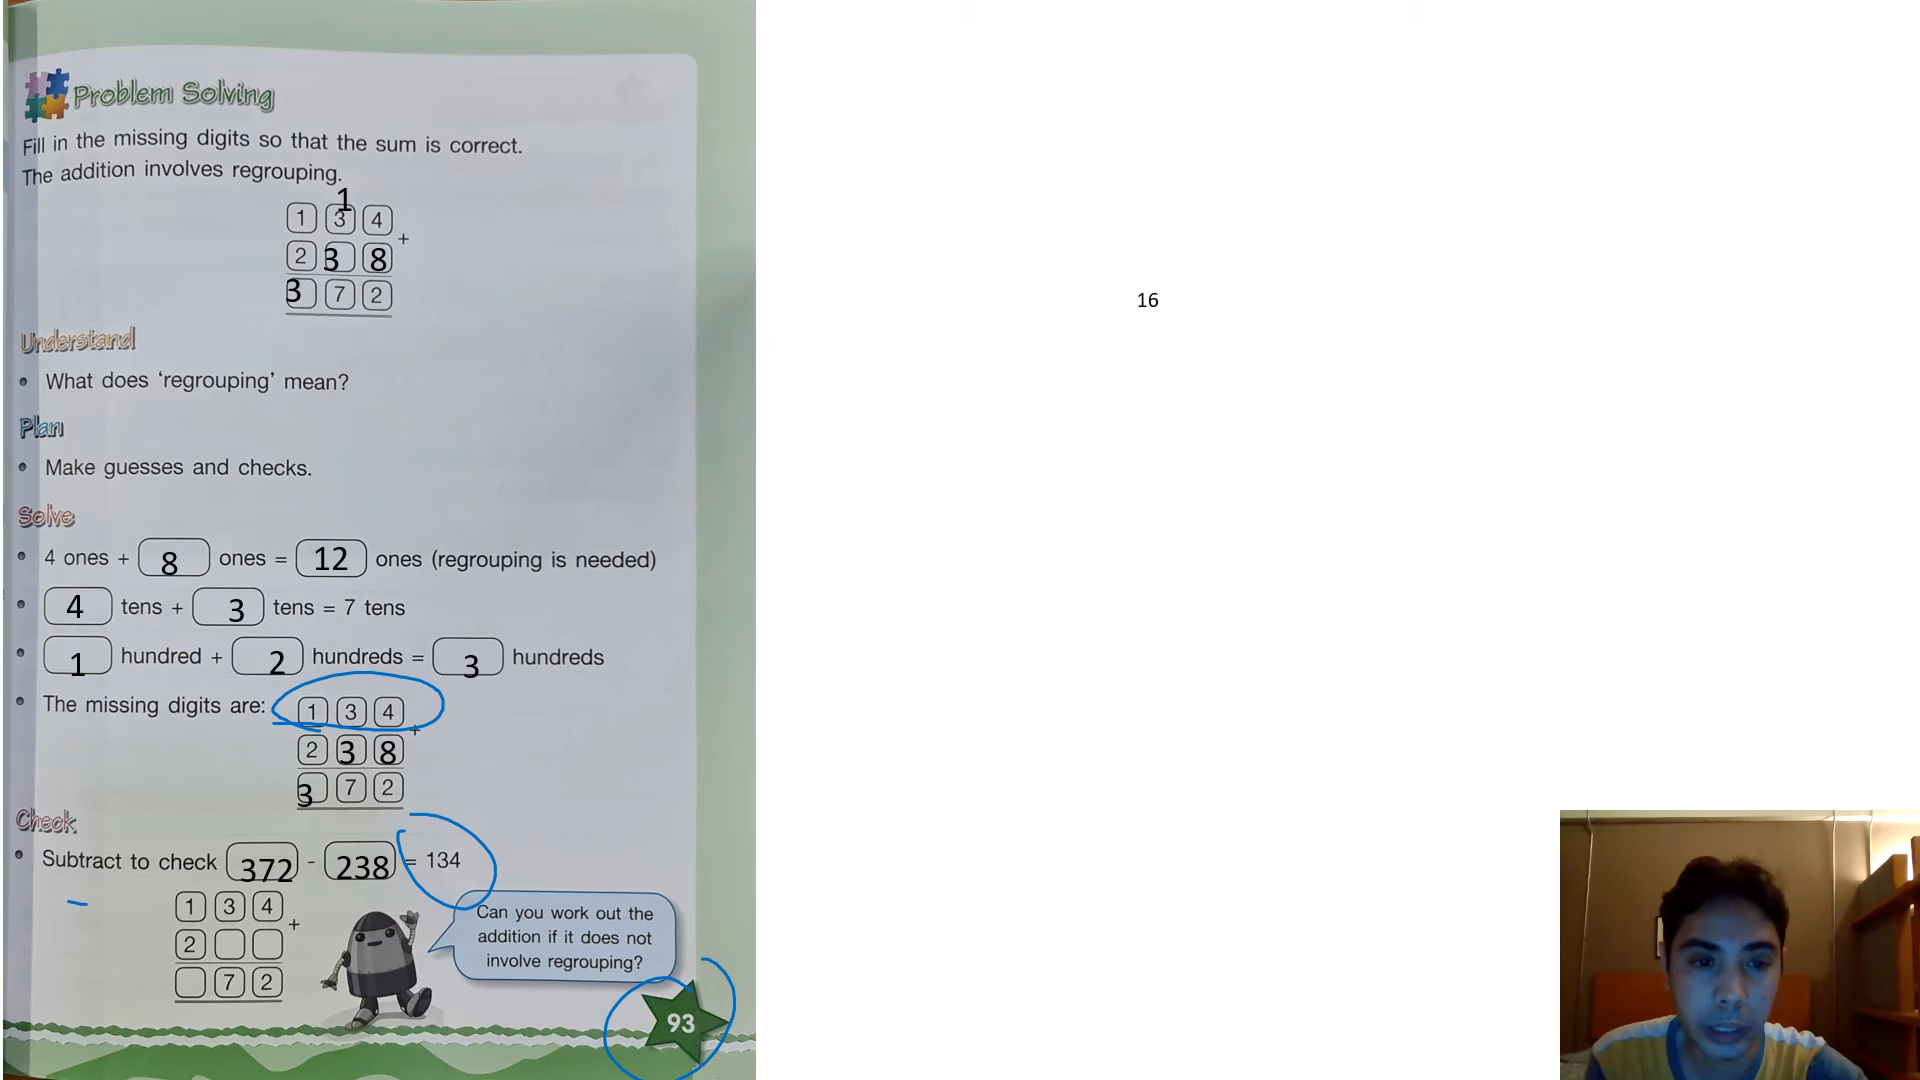 Problem Solving
Fill in the missing digits so that the sum is correct.
The addition involves regrouping.
1
1 3 4
+
2 3 8
3 7 2
16
Understand
• What does ‘regrouping’ mean?
Plan
• Make guesses and checks.
Solve
• 4 ones + 8 ones = 12 ones (regrouping is needed)
• 4 tens + 3 tens = 7 tens
• 1 hundred + 2 hundreds = 3 hundreds
• The missing digits are: 1 3 4
+
2 3 8
3 7 2
Check
• Subtract to check 372 - 238 = 134
1 3 4
+
2
7 2
Can you work out the
addition if it does not
involve regrouping?
93